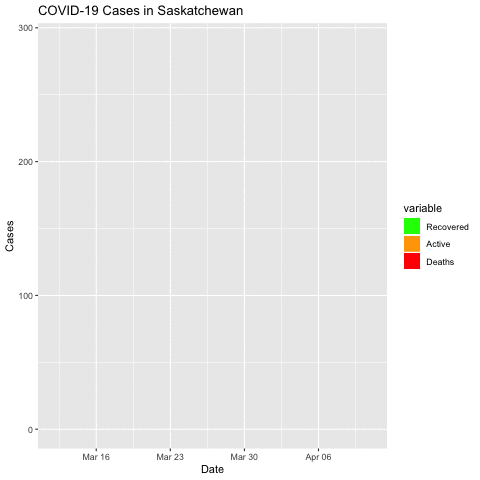 COVID-19 Cases in Saskatchewan
300
200
100
0
Cases
Mar 16
Mar 23
Mar 30
Apr 06
Date
variable
Recovered
Active
Deaths